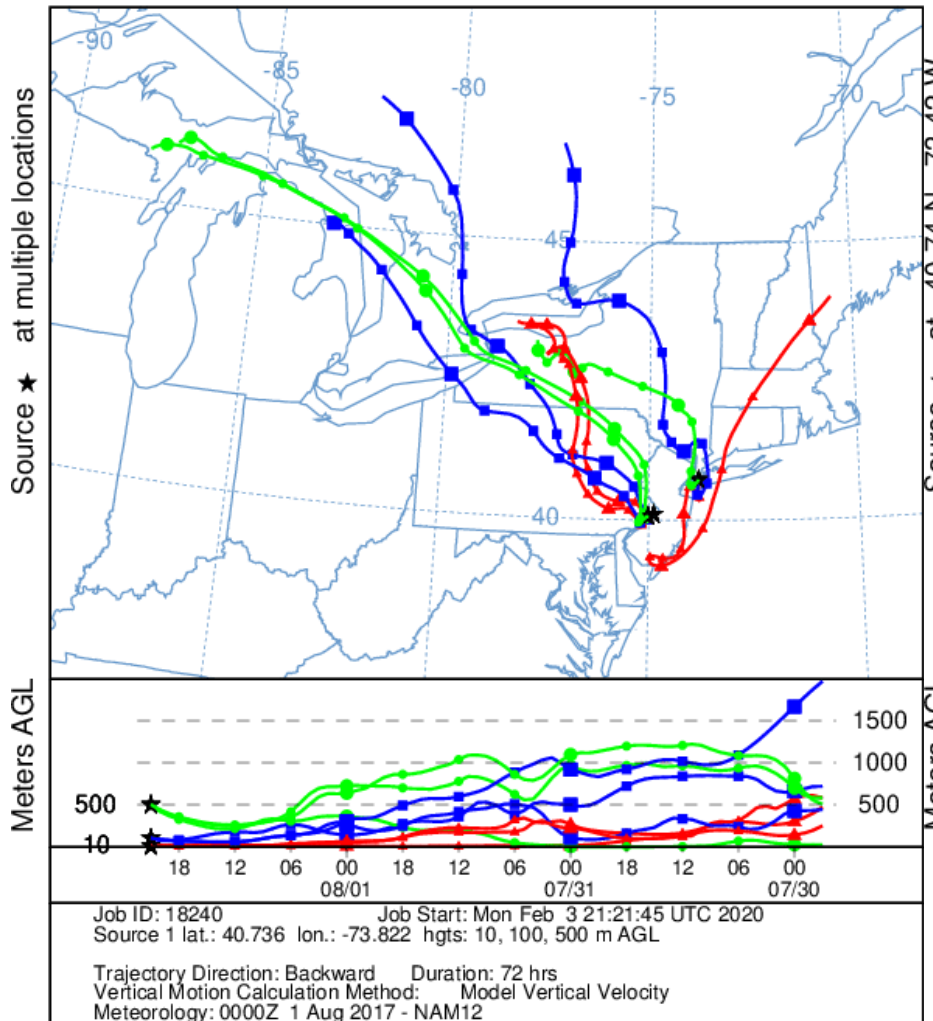 -90
-85
-80
-75
-70
45
40
Source ★ at multiple locations
Meters AGL
1500
1000
500
500
10
18 12 06 00 18 12 06 00 18 12 06 00
08/01 07/31 07/30
Job ID: 18240 Job Start: Mon Feb 3 21:21:45 UTC 2020
Source 1 lat.: 40.736 lon.: -73.822 hgts: 10, 100, 500 m AGL
Trajectory Direction: Backward Duration: 72 hrs
Vertical Motion Calculation Method: Model Vertical Velocity
Meteorology: 0000Z 1 Aug 2017 - NAM12